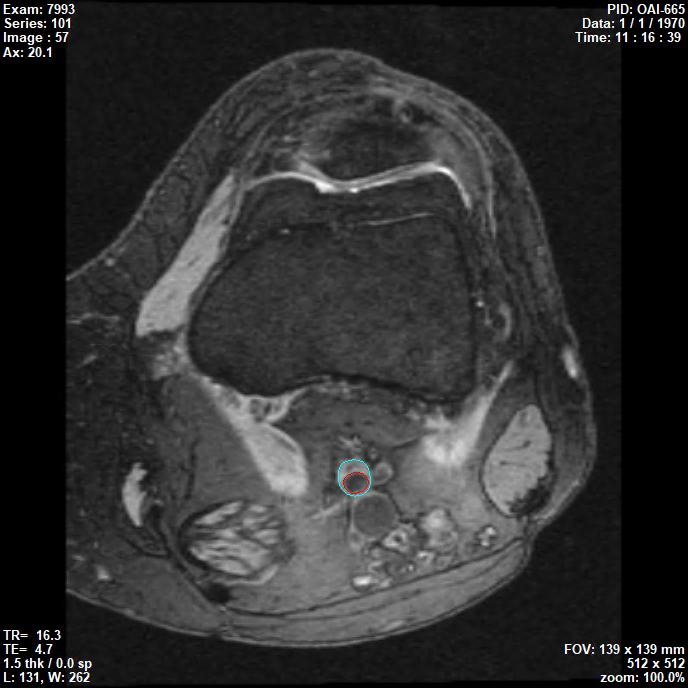 Exam: 7993
Series: 101
Image : 57
Ax: 20.1
PID: OAI-665
Data: 1 / 1 / 1970
Time: 11 : 16 : 39
TR= 16.3
TE= 4.7
1.5 thk / 0.0 sp
L: 131, W: 262
FOV: 139 x 139 mm
512 x 512
zoom: 100.0%